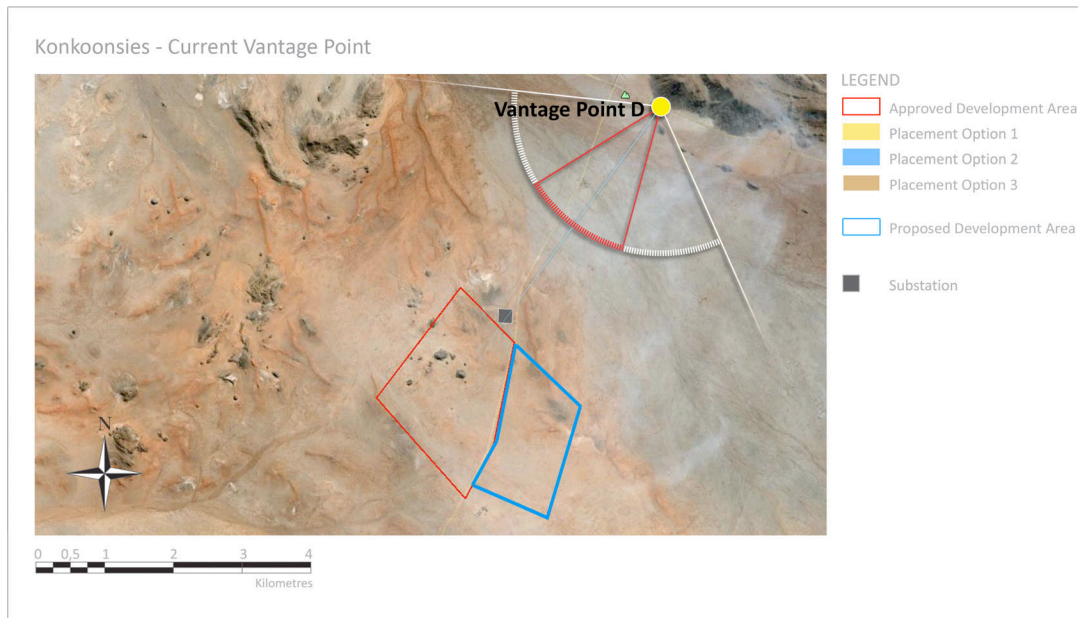 Konkoonsies - Current Vantage Point
Vantage Point D
LEGEND
Approved Development Area
Placement Option 1
Placement Option 2
Placement Option 3
Proposed Development Area
Substation
N
0 0,5 1 2 3 4
Kilometres